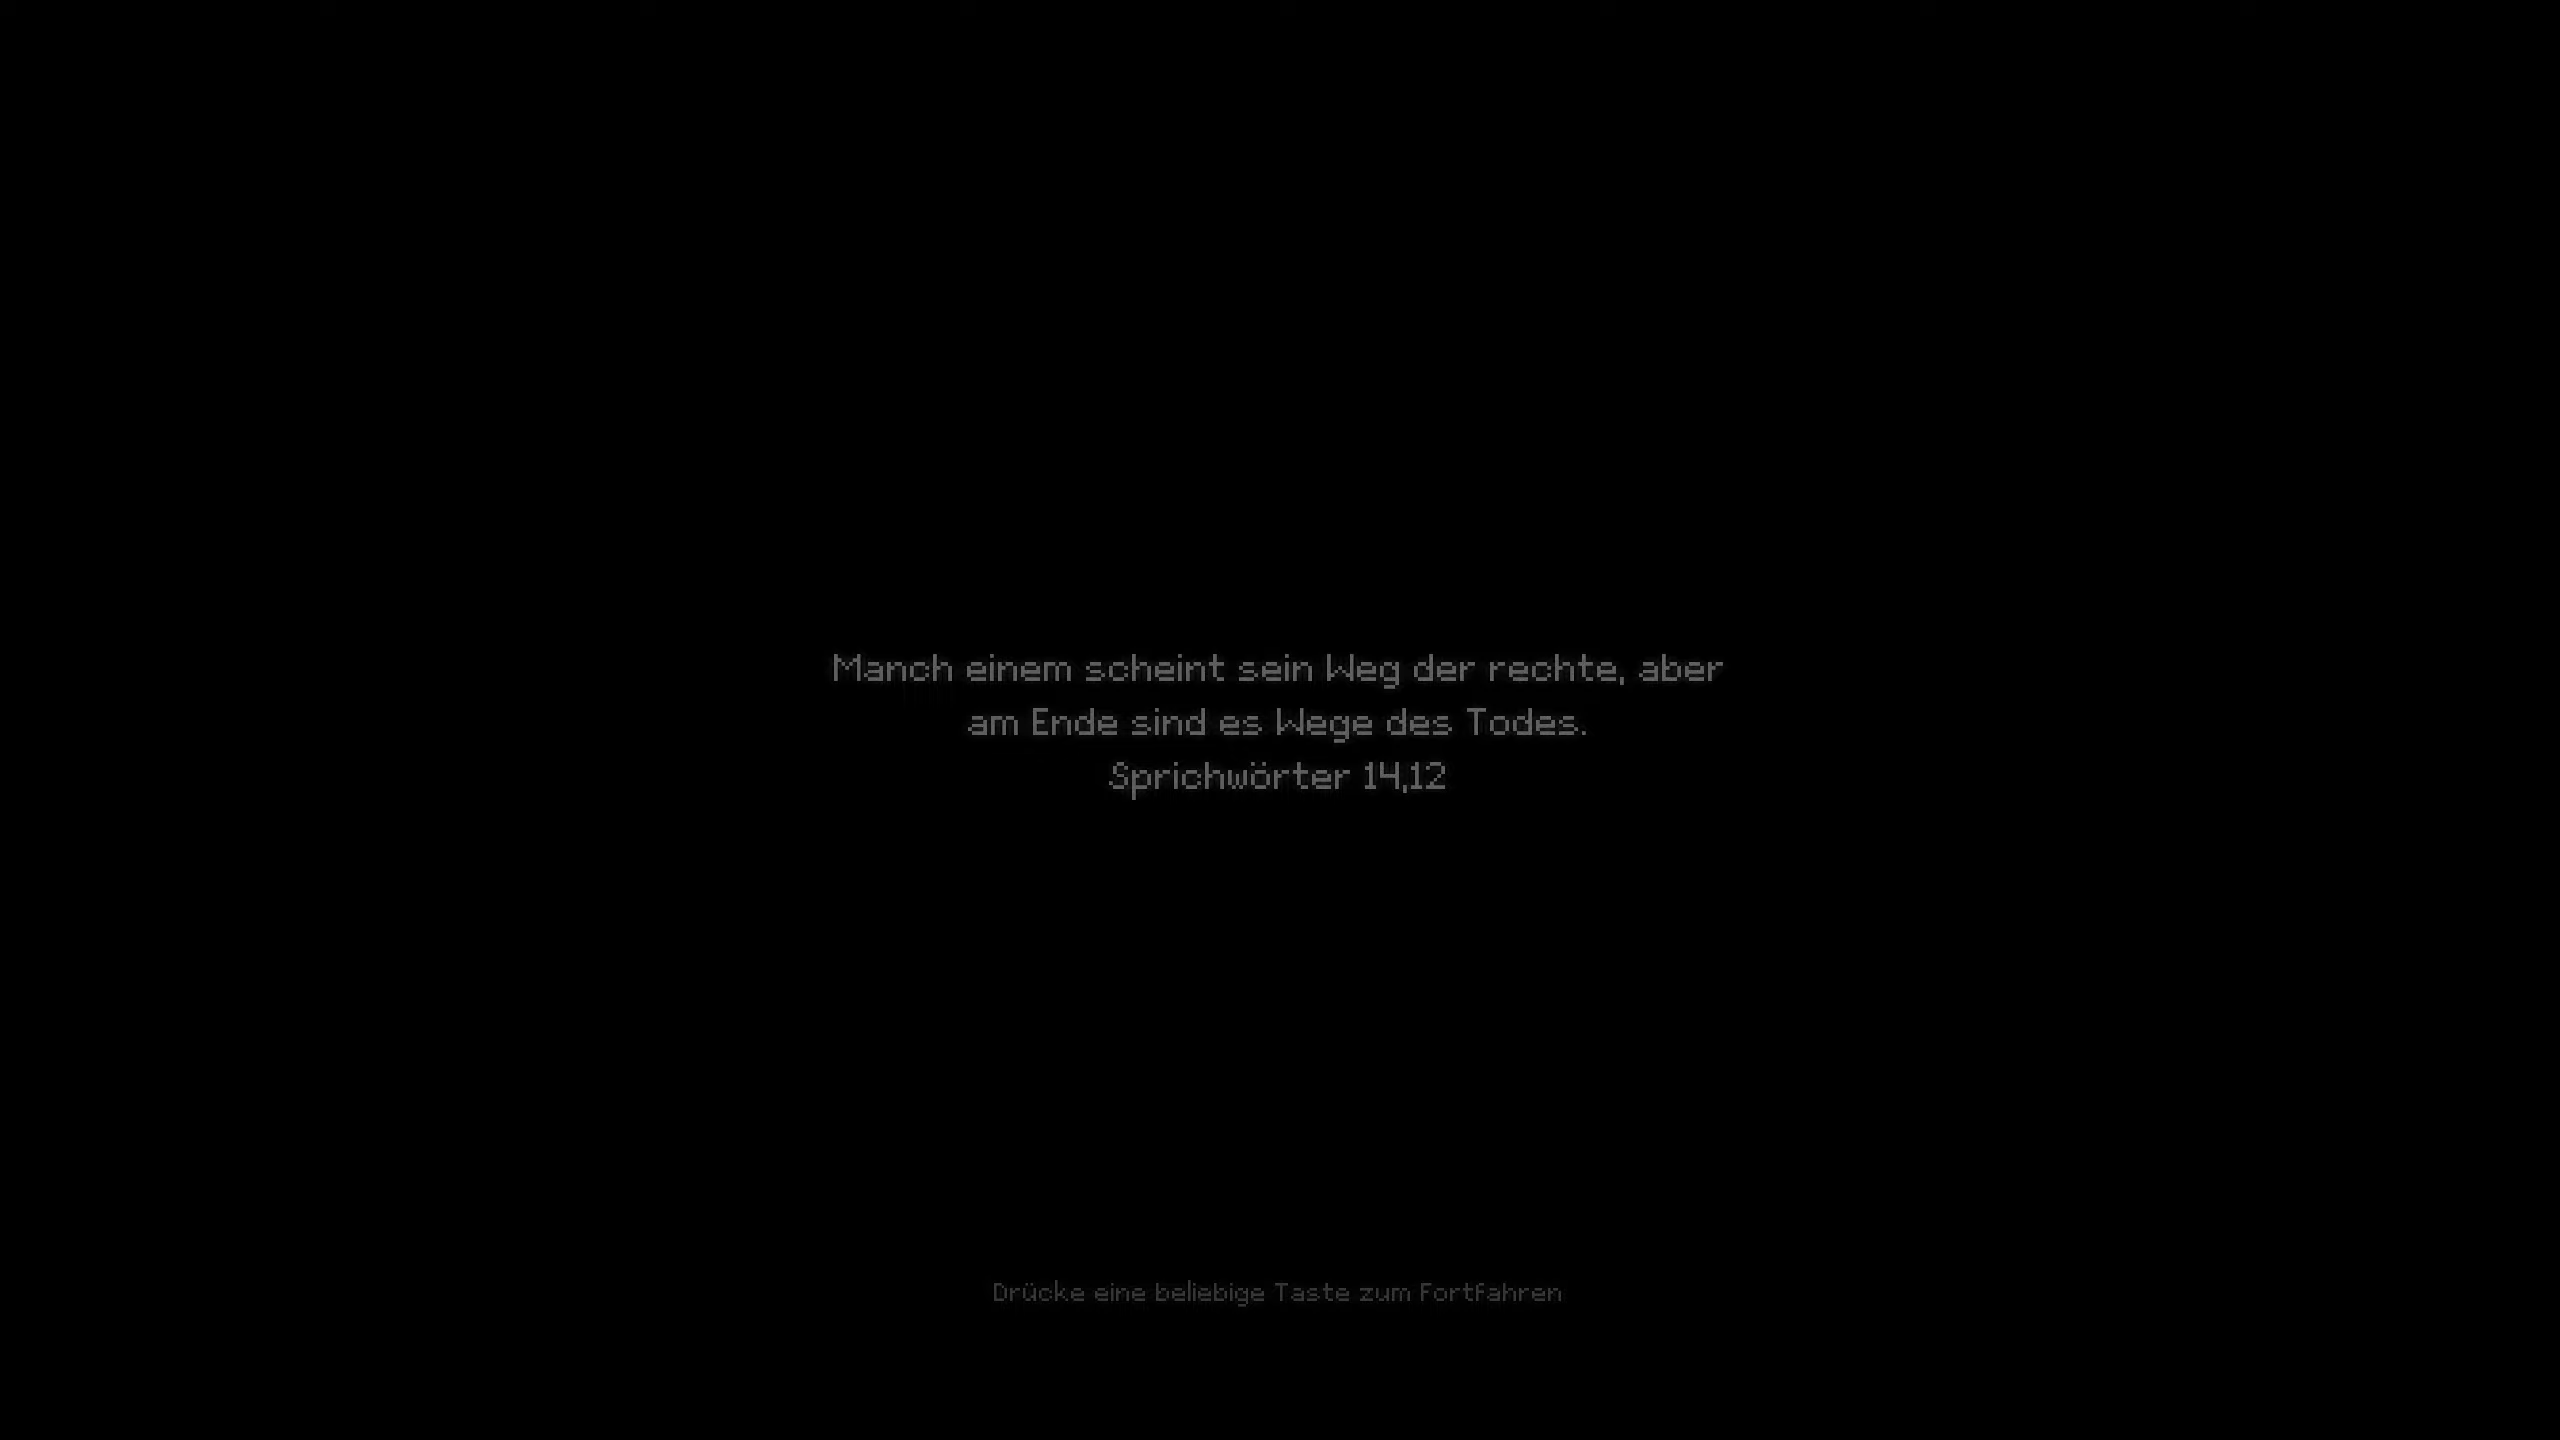 Manch einem scheint sein Weg der rechte, aber
am Ende sind es Wege des Todes.
Sprichwörter 14,12
Drücke eine beliebige Taste zum Fortfahren